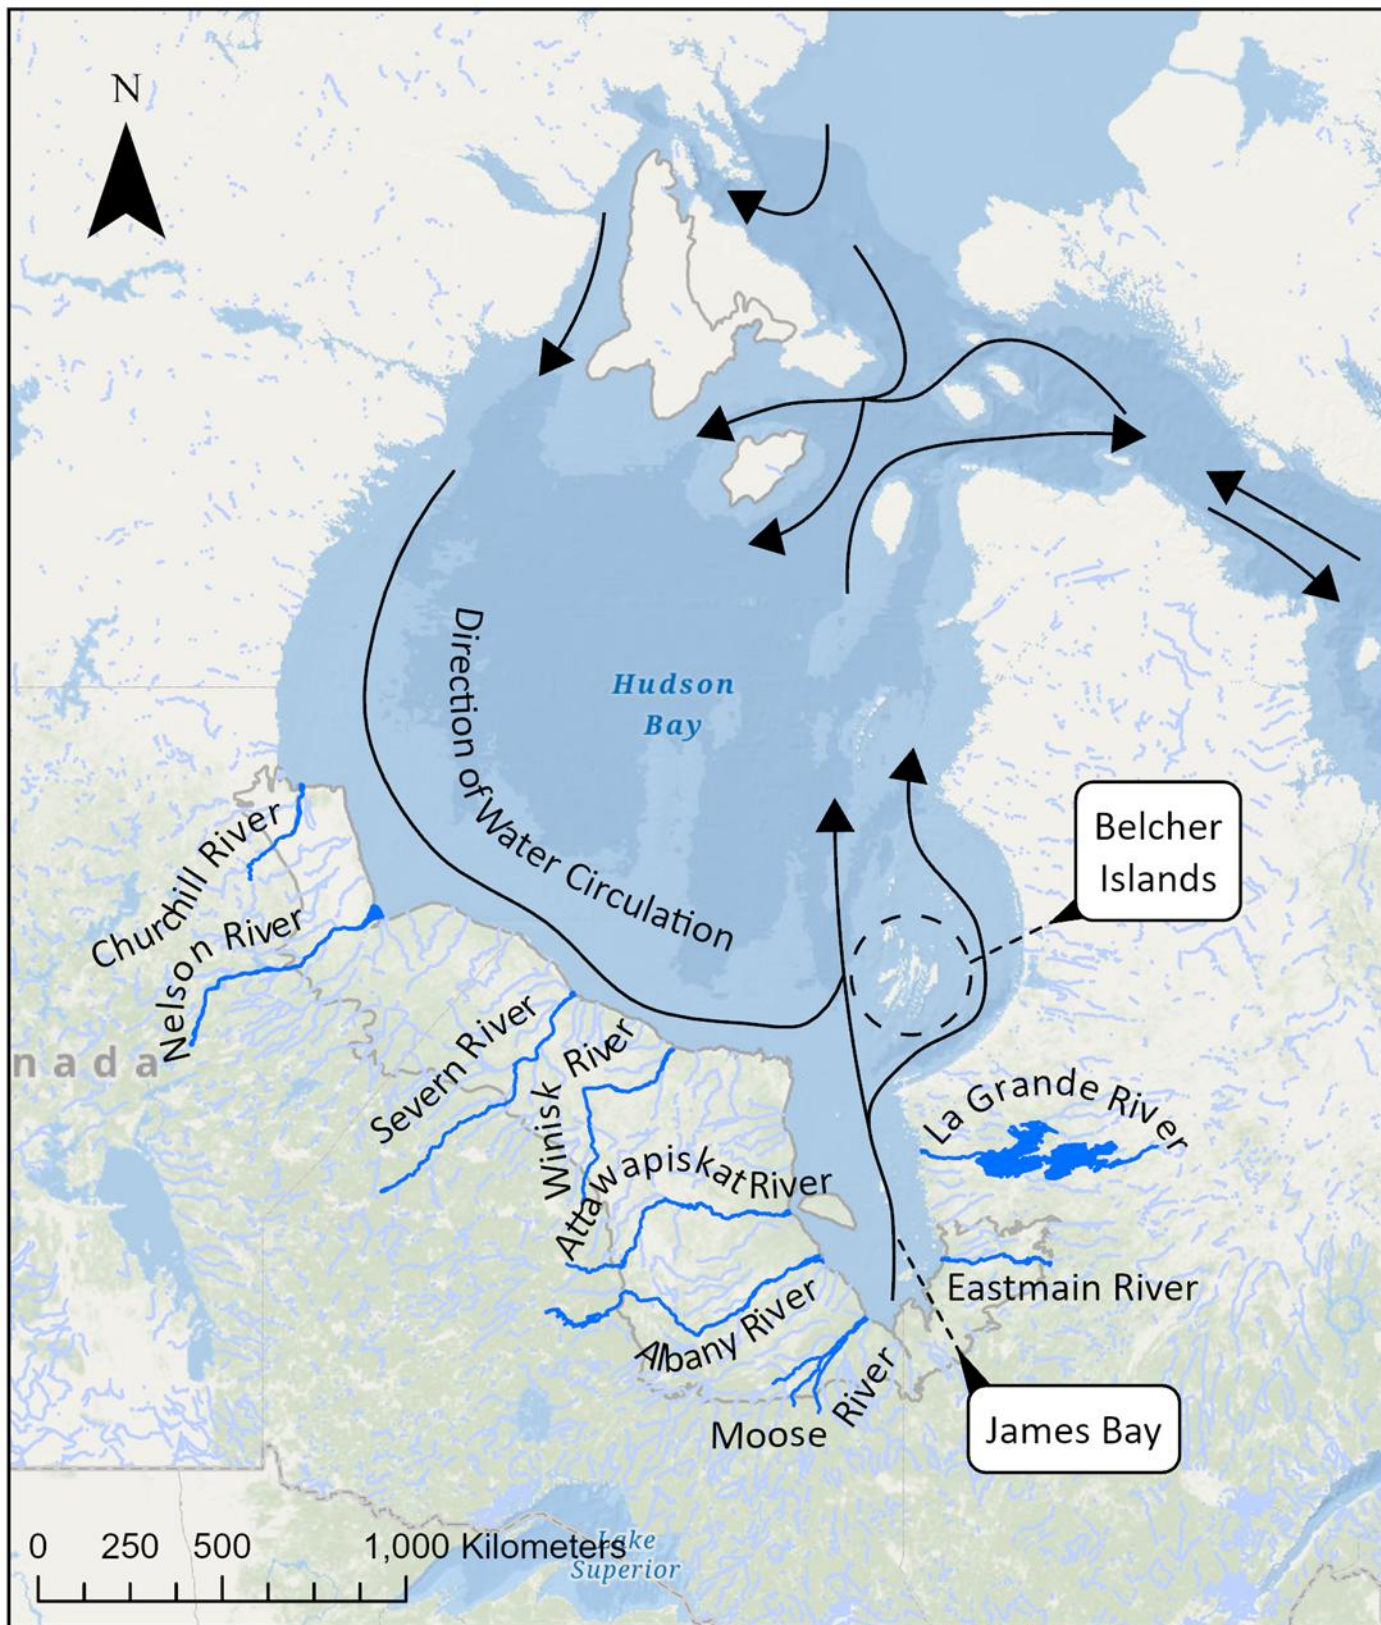 N
Hudson
Bay
Direction of Water Circulation
Belcher
Islands
Churchill River
Nelson River
nada
Severn River
Winisk River
La Grande River
Attawapiskat River
Eastmain River
Albany River
Moose River
James Bay
0 250 500 1,000 Kilometers
Lake
Superior